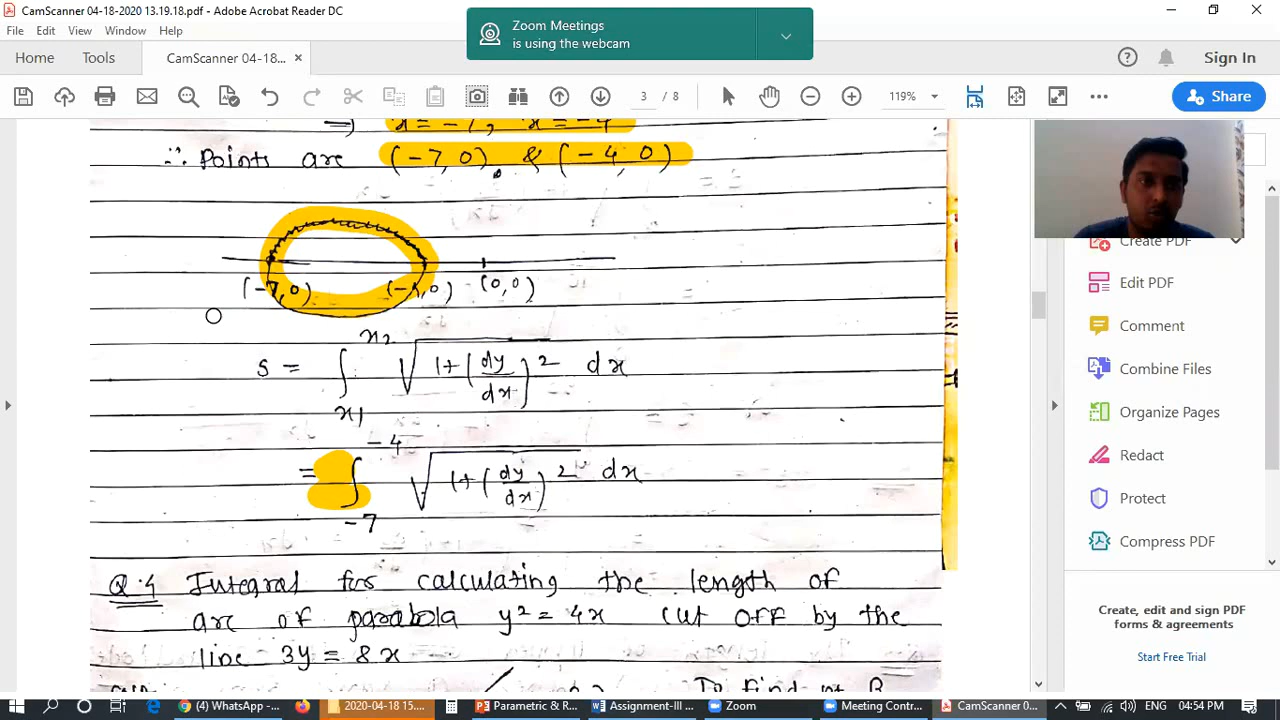 CamScanner 04-18-2020 13.19.18.pdf - Adobe Acrobat Reader DC
Zoom Meetings
is using the webcam
File Edit View Window Help
Home Tools CamScanner 04-18... × Sign In
3 / 8 119% Share
⇒ x = -7, x = -4
∴ Points are (-7, 0) & (-4, 0)
(-7,0) (-4,0) (0,0)
S = ∫ x1 x2 √(1+(dy/dx)2) dx
= ∫ -7 -4 √(1+(dy/dx)2) dx
Q.4 Integral for calculating the length of
arc of parabola y² = 4x cut off by the
line 3y = 8x
To find pt B
Create PDF
Edit PDF
Comment
Combine Files
Organize Pages
Redact
Protect
Compress PDF
Create, edit and sign PDF
forms & agreements
Start Free Trial
(4) WhatsApp - ... 2020-04-18 15.... Parametric & R... Assignment-III ... Zoom Meeting Contr... CamScanner 0... ENG 04:54 PM